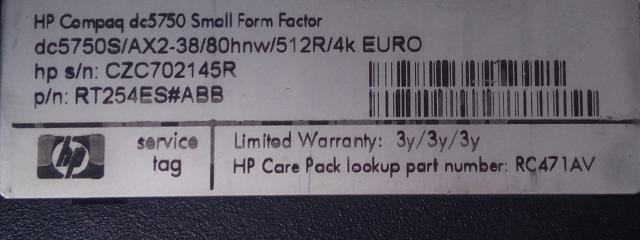 HP Compaq dc5750 Small Form Factor
dc5750S/AX2-38/80hnw/512R/4k EURO
hp s/n: CZC702145R
p/n: RT254ES#ABB
hp
service tag
Limited Warranty: 3y/3y/3y
HP Care Pack lookup part number: RC471AV